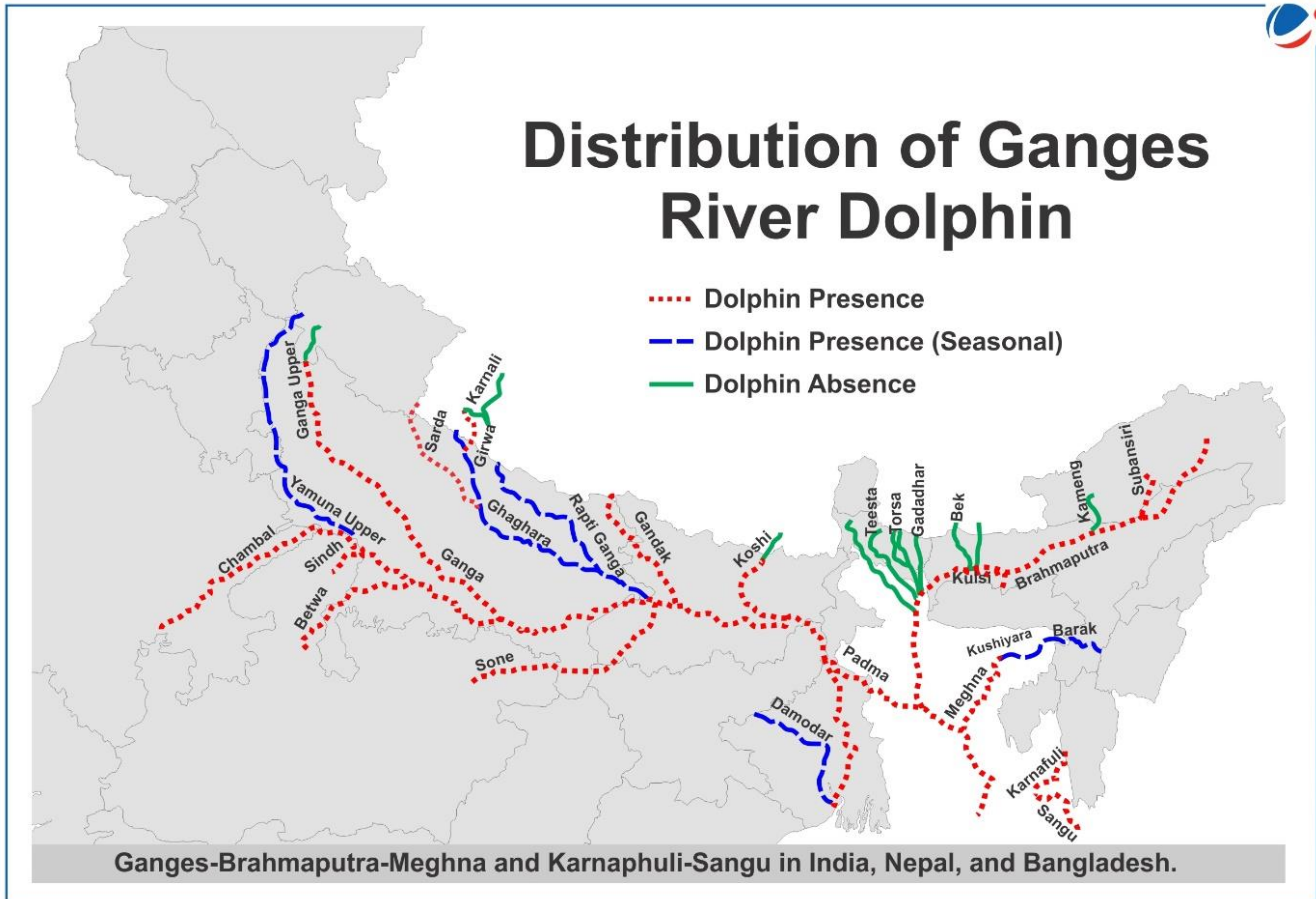 Distribution of Ganges
River Dolphin
Dolphin Presence
Dolphin Presence (Seasonal)
Dolphin Absence
Ganga Upper
Karnali
Sarda
Girwa
Yamuna Upper
Chambal
Sindh
Betwa
Ganga
Ghaghara
Rapti Ganga
Gandak
Koshi
Sone
Teesta
Torsa
Gadadhar
Bek
Kameng
Subansiri
Kulsi
Brahmaputra
Kushiyara
Barak
Padma
Meghna
Damodar
Karnafuli
Sangu
Ganges-Brahmaputra-Meghna and Karnaphuli-Sangu in India, Nepal, and Bangladesh.